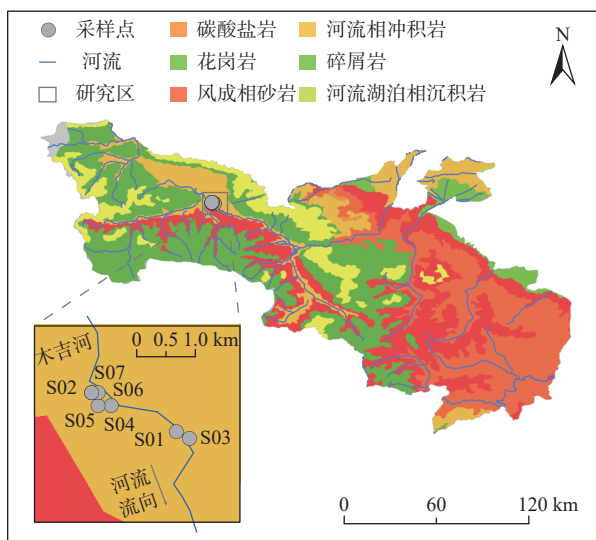 采样点 碳酸盐岩 河流相冲积岩
河流 花岗岩 碎屑岩
研究区 风成相砂岩 河流湖泊相沉积岩
N
木吉河
0 0.5 1.0 km
S07
S02 S06
S05 S04
S01 S03
河流
流向
0 60 120 km